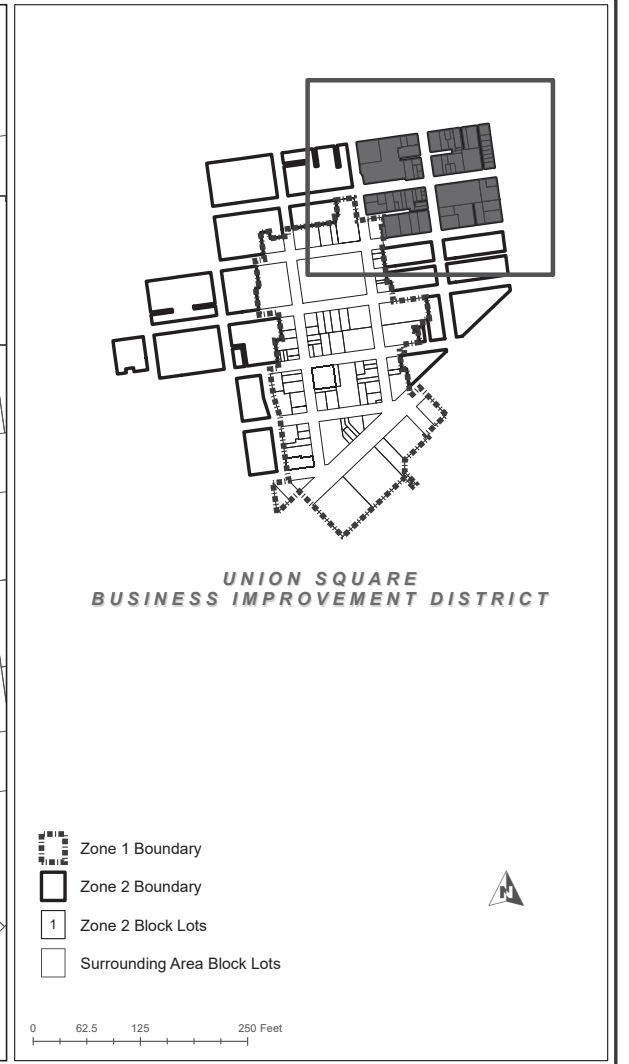 UNION SQUARE
BUSINESS IMPROVEMENT DISTRICT
Zone 1 Boundary
Zone 2 Boundary
1 Zone 2 Block Lots
Surrounding Area Block Lots
N
0 62.5 125 250 Feet